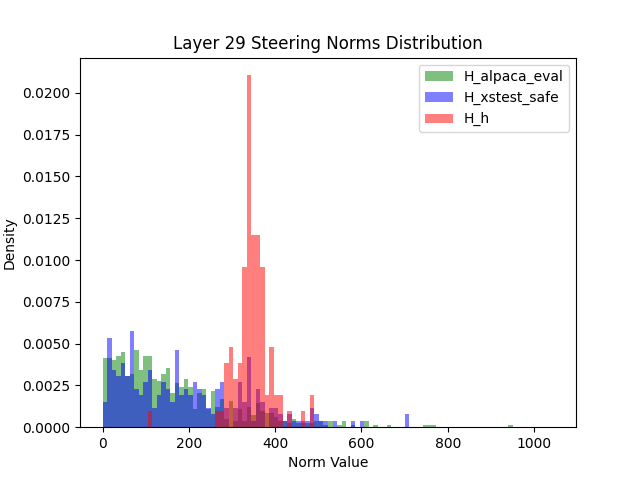 Layer 29 Steering Norms Distribution
H_alpaca_eval
H_xstest_safe
H_h
Density
0.0200
0.0175
0.0150
0.0125
0.0100
0.0075
0.0050
0.0025
0.0000
0 200 400 600 800 1000
Norm Value